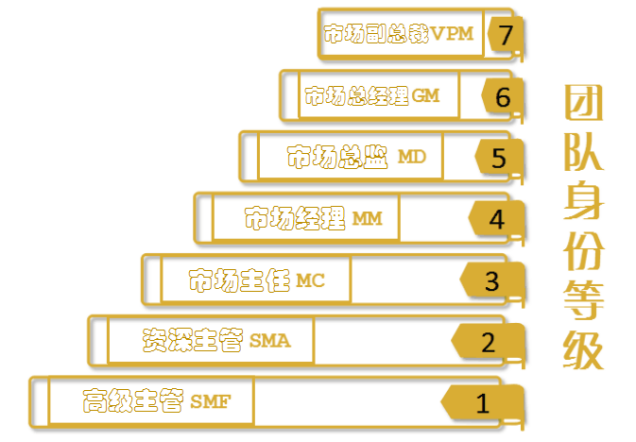 市场副总裁VPM 7
市场总经理GM 6
市场总监 MD 5
市场经理 MM 4
市场主任 MC 3
资深主管 SMA 2
高级主管 SMF 1
团队身份等级